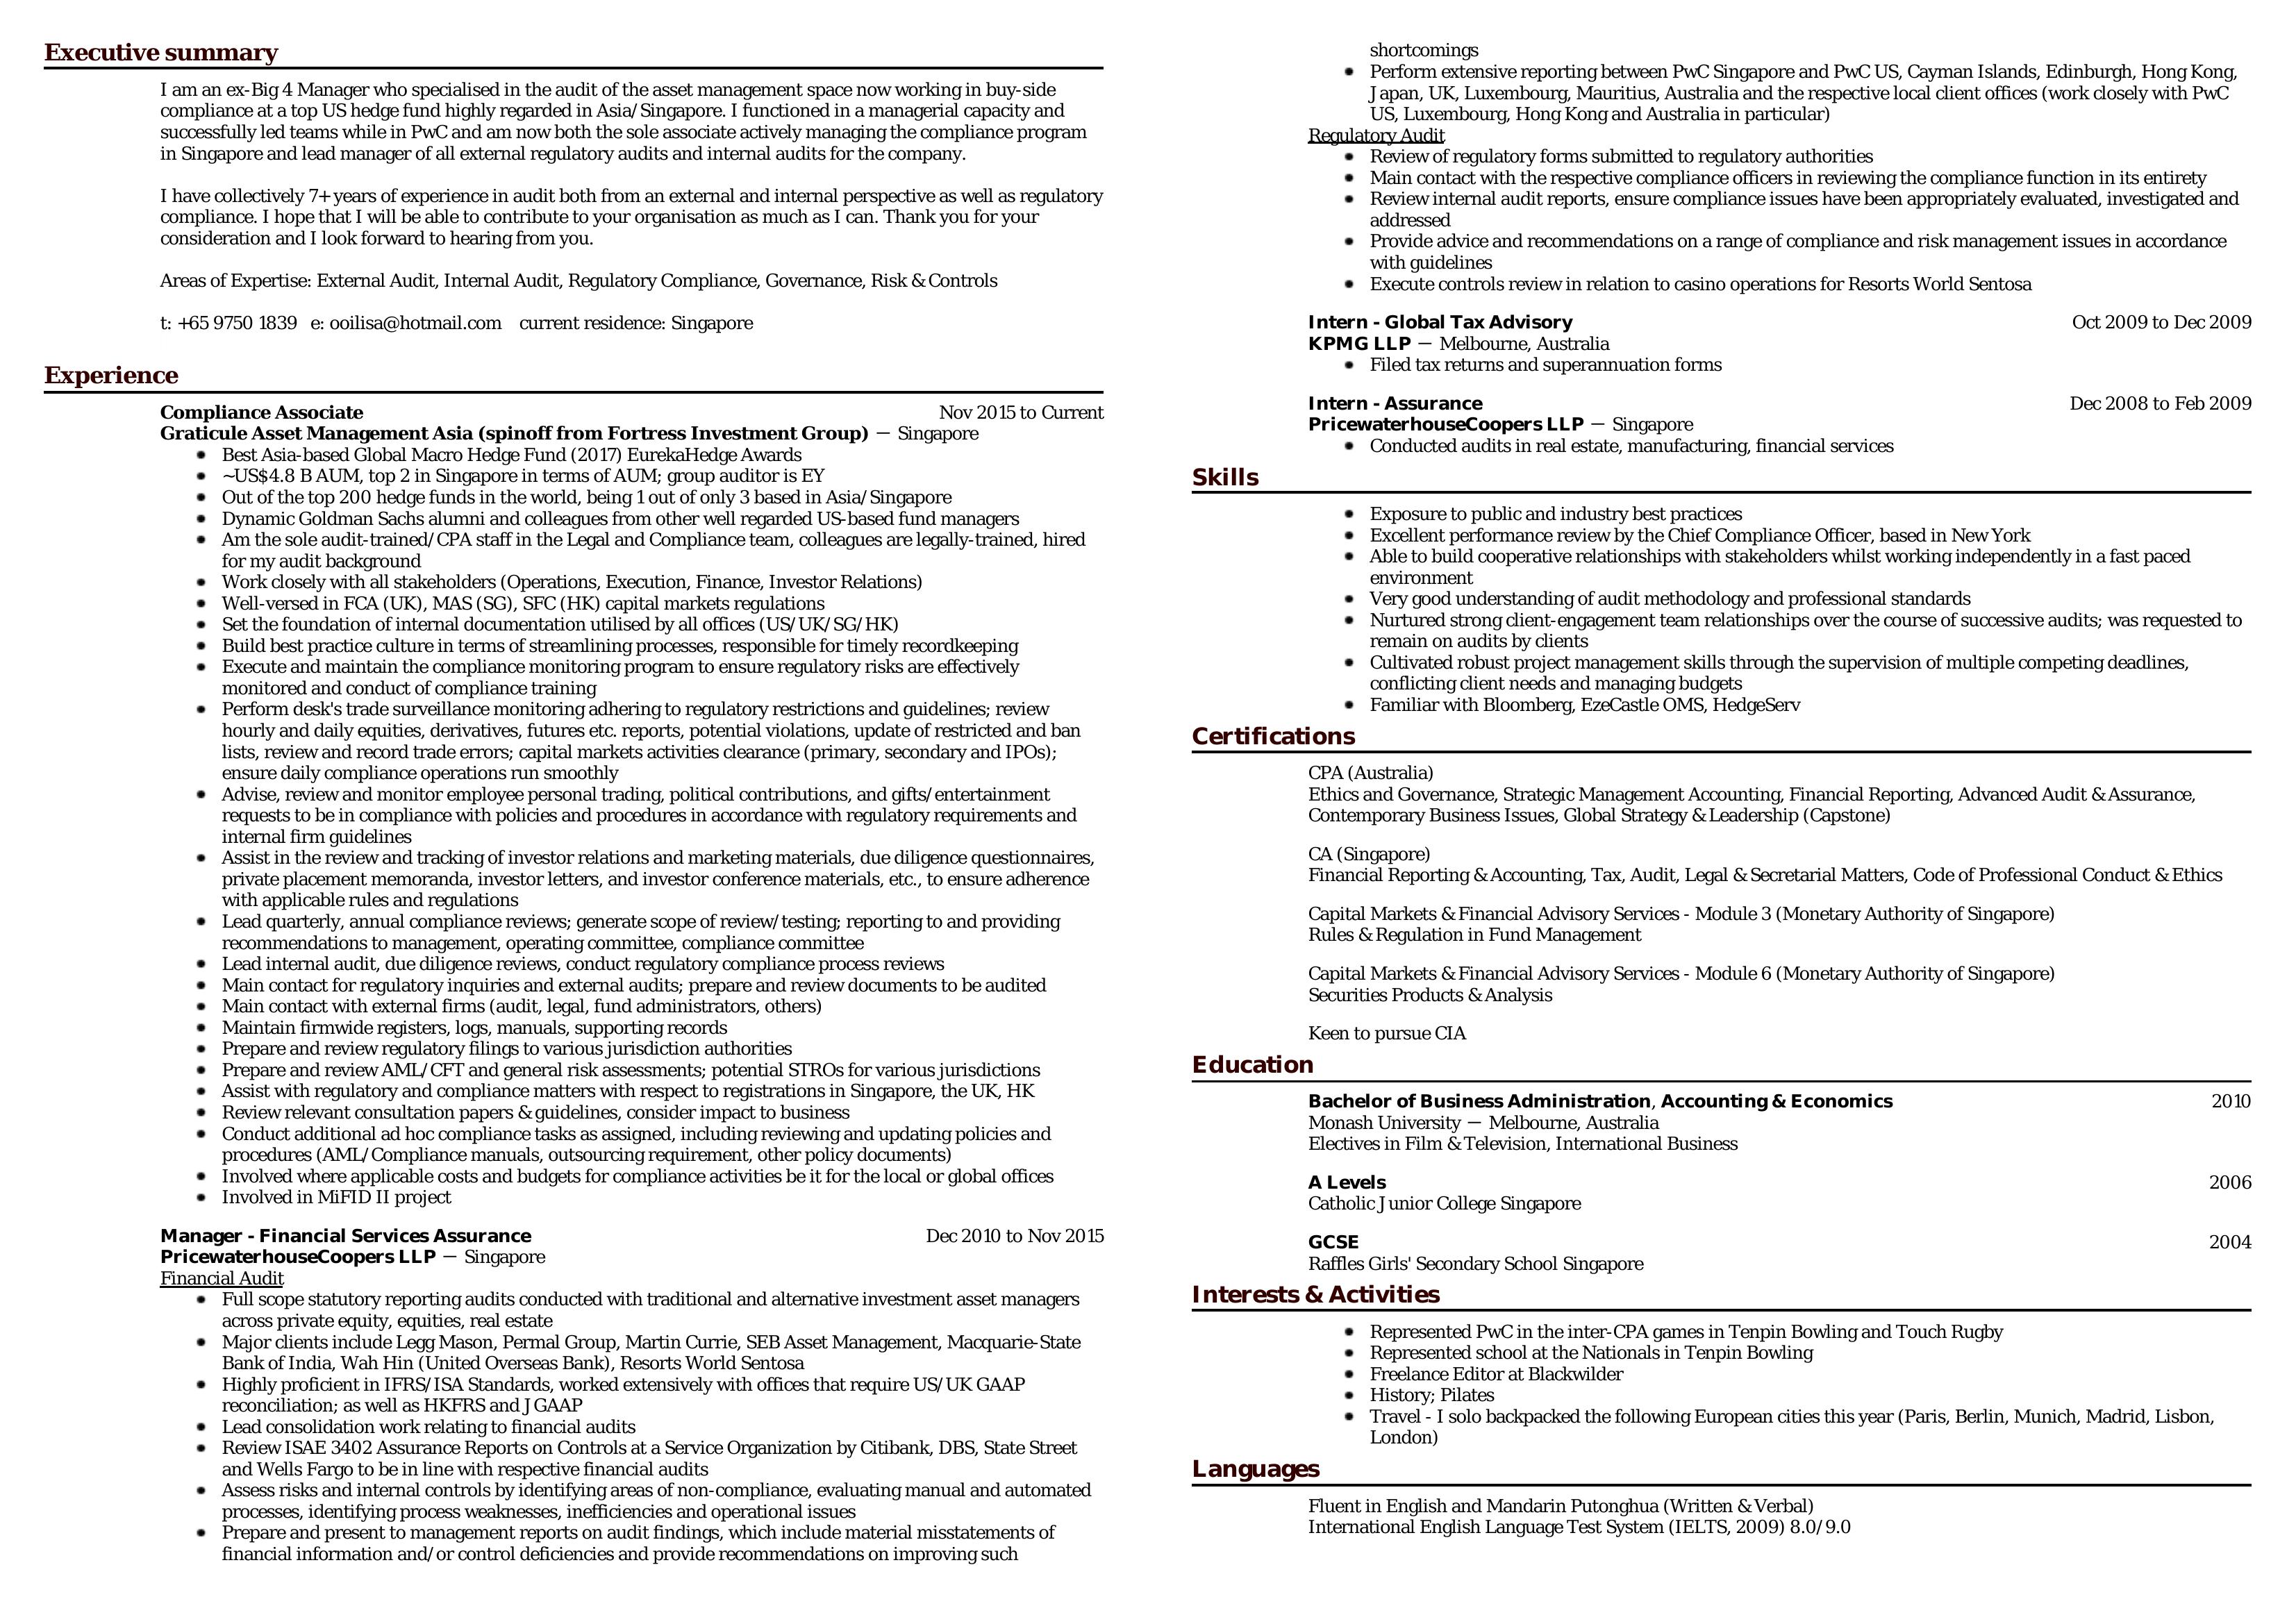 Executive summary
I am an ex-Big 4 Manager who specialised in the audit of the asset management space now working in buy-side
compliance at a top US hedge fund highly regarded in Asia/Singapore. I functioned in a managerial capacity and
successfully led teams while in PwC and am now both the sole associate actively managing the compliance program
in Singapore and lead manager of all external regulatory audits and internal audits for the company.
I have collectively 7+ years of experience in audit both from an external and internal perspective as well as regulatory
compliance. I hope that I will be able to contribute to your organisation as much as I can. Thank you for your
consideration and I look forward to hearing from you.
Areas of Expertise: External Audit, Internal Audit, Regulatory Compliance, Governance, Risk & Controls
t: +65 9750 1839 e: ooilisa@hotmail.com current residence: Singapore
Experience
Compliance Associate Nov 2015 to Current
Graticule Asset Management Asia (spinoff from Fortress Investment Group) — Singapore
• Best Asia-based Global Macro Hedge Fund (2017) EurekaHedge Awards
• ~US$4.8 B AUM, top 2 in Singapore in terms of AUM; group auditor is EY
• Out of the top 200 hedge funds in the world, being 1 out of only 3 based in Asia/Singapore
• Dynamic Goldman Sachs alumni and colleagues from other well regarded US-based fund managers
• Am the sole audit-trained/CPA staff in the Legal and Compliance team, colleagues are legally-trained, hired
for my audit background
• Work closely with all stakeholders (Operations, Execution, Finance, Investor Relations)
• Well-versed in FCA (UK), MAS (SG), SFC (HK) capital markets regulations
• Set the foundation of internal documentation utilised by all offices (US/UK/SG/HK)
• Build best practice culture in terms of streamlining processes, responsible for timely recordkeeping
• Execute and maintain the compliance monitoring program to ensure regulatory risks are effectively
monitored and conduct of compliance training
• Perform desk's trade surveillance monitoring adhering to regulatory restrictions and guidelines; review
hourly and daily equities, derivatives, futures etc. reports, potential violations, update of restricted and ban
lists, review and record trade errors; capital markets activities clearance (primary, secondary and IPOs);
ensure daily compliance operations run smoothly
• Advise, review and monitor employee personal trading, political contributions, and gifts/entertainment
requests to be in compliance with policies and procedures in accordance with regulatory requirements and
internal firm guidelines
• Assist in the review and tracking of investor relations and marketing materials, due diligence questionnaires,
private placement memoranda, investor letters, and investor conference materials, etc., to ensure adherence
with applicable rules and regulations
• Lead quarterly, annual compliance reviews; generate scope of review/testing; reporting to and providing
recommendations to management, operating committee, compliance committee
• Lead internal audit, due diligence reviews, conduct regulatory compliance process reviews
• Main contact for regulatory inquiries and external audits; prepare and review documents to be audited
• Main contact with external firms (audit, legal, fund administrators, others)
• Maintain firmwide registers, logs, manuals, supporting records
• Prepare and review regulatory filings to various jurisdiction authorities
• Prepare and review AML/CFT and general risk assessments; potential STROs for various jurisdictions
• Assist with regulatory and compliance matters with respect to registrations in Singapore, the UK, HK
• Review relevant consultation papers & guidelines, consider impact to business
• Conduct additional ad hoc compliance tasks as assigned, including reviewing and updating policies and
procedures (AML/Compliance manuals, outsourcing requirement, other policy documents)
• Involved where applicable costs and budgets for compliance activities be it for the local or global offices
• Involved in MiFID II project
Manager - Financial Services Assurance Dec 2010 to Nov 2015
PricewaterhouseCoopers LLP — Singapore
Financial Audit
• Full scope statutory reporting audits conducted with traditional and alternative investment asset managers
across private equity, equities, real estate
• Major clients include Legg Mason, Permal Group, Martin Currie, SEB Asset Management, Macquarie-State
Bank of India, Wah Hin (United Overseas Bank), Resorts World Sentosa
• Highly proficient in IFRS/ISA Standards, worked extensively with offices that require US/UK GAAP
reconciliation; as well as HKFRS and JGAAP
• Lead consolidation work relating to financial audits
• Review ISAE 3402 Assurance Reports on Controls at a Service Organization by Citibank, DBS, State Street
and Wells Fargo to be in line with respective financial audits
• Assess risks and internal controls by identifying areas of non-compliance, evaluating manual and automated
processes, identifying process weaknesses, inefficiencies and operational issues
• Prepare and present to management reports on audit findings, which include material misstatements of
financial information and/or control deficiencies and provide recommendations on improving such
shortcomings
• Perform extensive reporting between PwC Singapore and PwC US, Cayman Islands, Edinburgh, Hong Kong,
Japan, UK, Luxembourg, Mauritius, Australia and the respective local client offices (work closely with PwC
US, Luxembourg, Hong Kong and Australia in particular)
Regulatory Audit
• Review of regulatory forms submitted to regulatory authorities
• Main contact with the respective compliance officers in reviewing the compliance function in its entirety
• Review internal audit reports, ensure compliance issues have been appropriately evaluated, investigated and
addressed
• Provide advice and recommendations on a range of compliance and risk management issues in accordance
with guidelines
• Execute controls review in relation to casino operations for Resorts World Sentosa
Intern - Global Tax Advisory Oct 2009 to Dec 2009
KPMG LLP — Melbourne, Australia
• Filed tax returns and superannuation forms
Intern - Assurance Dec 2008 to Feb 2009
PricewaterhouseCoopers LLP — Singapore
• Conducted audits in real estate, manufacturing, financial services
Skills
• Exposure to public and industry best practices
• Excellent performance review by the Chief Compliance Officer, based in New York
• Able to build cooperative relationships with stakeholders whilst working independently in a fast paced
environment
• Very good understanding of audit methodology and professional standards
• Nurtured strong client-engagement team relationships over the course of successive audits; was requested to
remain on audits by clients
• Cultivated robust project management skills through the supervision of multiple competing deadlines,
conflicting client needs and managing budgets
• Familiar with Bloomberg, EzeCastle OMS, HedgeServ
Certifications
CPA (Australia)
Ethics and Governance, Strategic Management Accounting, Financial Reporting, Advanced Audit & Assurance,
Contemporary Business Issues, Global Strategy & Leadership (Capstone)
CA (Singapore)
Financial Reporting & Accounting, Tax, Audit, Legal & Secretarial Matters, Code of Professional Conduct & Ethics
Capital Markets & Financial Advisory Services - Module 3 (Monetary Authority of Singapore)
Rules & Regulation in Fund Management
Capital Markets & Financial Advisory Services - Module 6 (Monetary Authority of Singapore)
Securities Products & Analysis
Keen to pursue CIA
Education
Bachelor of Business Administration, Accounting & Economics 2010
Monash University — Melbourne, Australia
Electives in Film & Television, International Business
A Levels 2006
Catholic Junior College Singapore
GCSE 2004
Raffles Girls' Secondary School Singapore
Interests & Activities
• Represented PwC in the inter-CPA games in Tenpin Bowling and Touch Rugby
• Represented school at the Nationals in Tenpin Bowling
• Freelance Editor at Blackwilder
• History; Pilates
• Travel - I solo backpacked the following European cities this year (Paris, Berlin, Munich, Madrid, Lisbon,
London)
Languages
Fluent in English and Mandarin Putonghua (Written & Verbal)
International English Language Test System (IELTS, 2009) 8.0/9.0